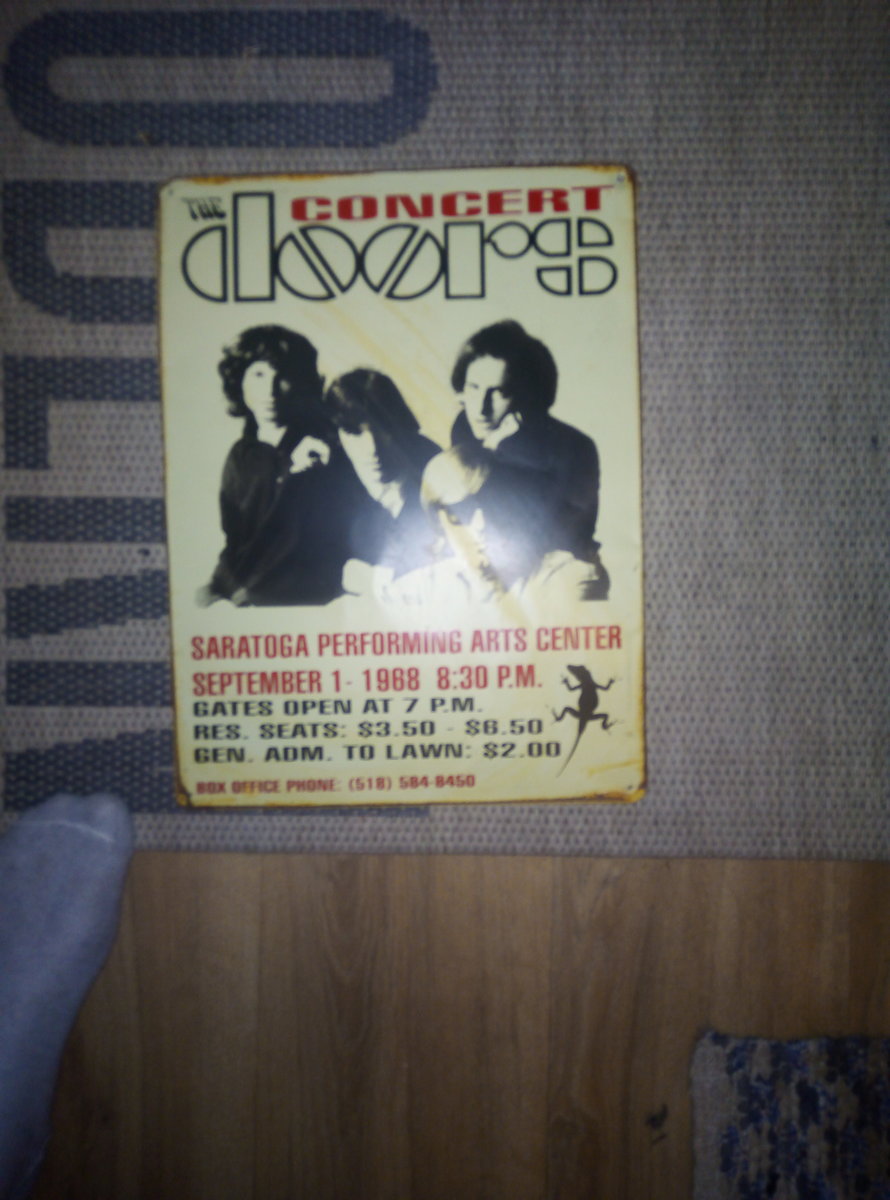 THE CONCERT
doors
SARATOGA PERFORMING ARTS CENTER
SEPTEMBER 1- 1968 8:30 P.M.
GATES OPEN AT 7 P.M.
RES. SEATS: $3.50 - $6.50
GEN. ADM. TO LAWN: $2.00
BOX OFFICE PHONE: (518) 584-8450